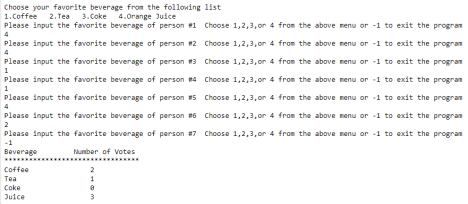 Choose your favorite beverage from the following list
1.Coffee 2.Tea 3.Coke 4.Orange Juice
Please input the favorite beverage of person #1 Choose 1,2,3,or 4 from the above menu or -1 to exit the program
4
Please input the favorite beverage of person #2 Choose 1,2,3,or 4 from the above menu or -1 to exit the program
4
Please input the favorite beverage of person #3 Choose 1,2,3,or 4 from the above menu or -1 to exit the program
1
Please input the favorite beverage of person #4 Choose 1,2,3,or 4 from the above menu or -1 to exit the program
1
Please input the favorite beverage of person #5 Choose 1,2,3,or 4 from the above menu or -1 to exit the program
4
Please input the favorite beverage of person #6 Choose 1,2,3,or 4 from the above menu or -1 to exit the program
2
Please input the favorite beverage of person #7 Choose 1,2,3,or 4 from the above menu or -1 to exit the program
-1
Beverage Number of Votes
*********************************
Coffee 2
Tea 1
Coke 0
Juice 3